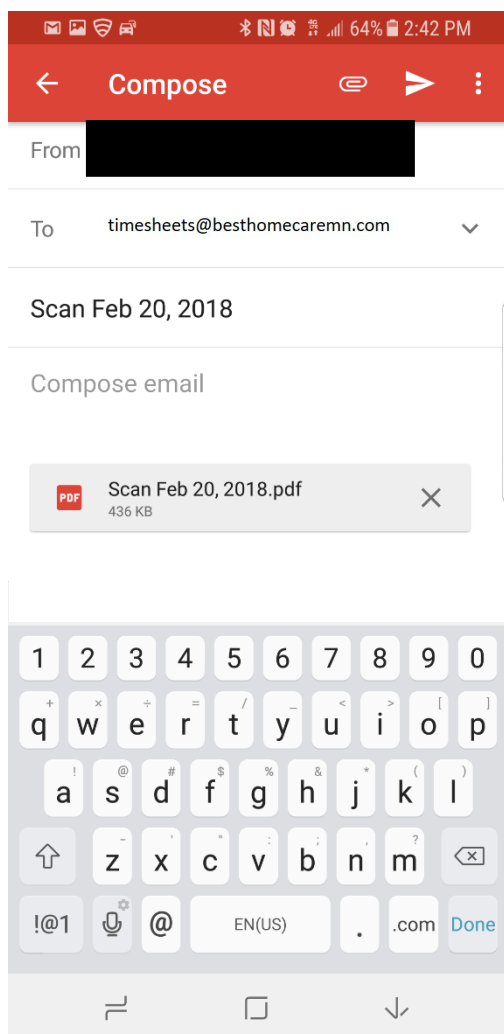 64% 2:42 PM
Compose
From
To timesheets@besthomecaremn.com
Scan Feb 20, 2018
Compose email
PDF Scan Feb 20, 2018.pdf
436 KB
1 2 3 4 5 6 7 8 9 0
+ × ÷ = / _ < > [ ]
q w e r t y u i o p
! @ # $ % & * ( )
a s d f g h j k l
- ' " : ; , ?
z x c v b n m
!@1 @ EN(US) . .com Done